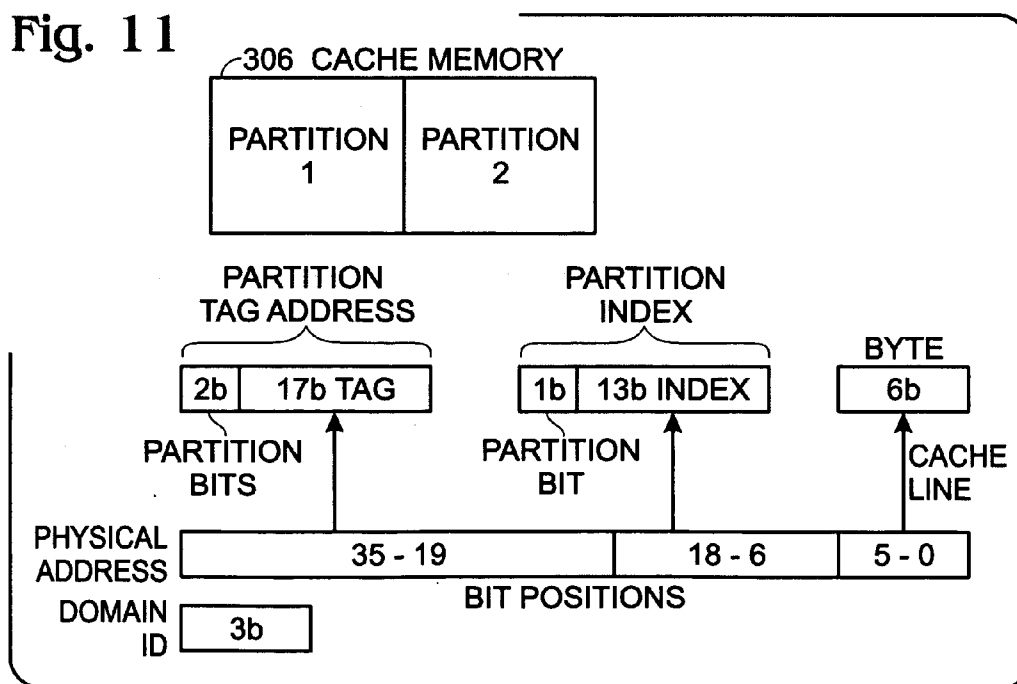 Fig. 11
306 CACHE MEMORY
PARTITION 1
PARTITION 2
PARTITION TAG ADDRESS
PARTITION INDEX
BYTE
2b
17b TAG
1b
13b INDEX
6b
PARTITION BITS
PARTITION BIT
CACHE LINE
PHYSICAL ADDRESS
35 - 19
18 - 6
5 - 0
BIT POSITIONS
DOMAIN ID
3b